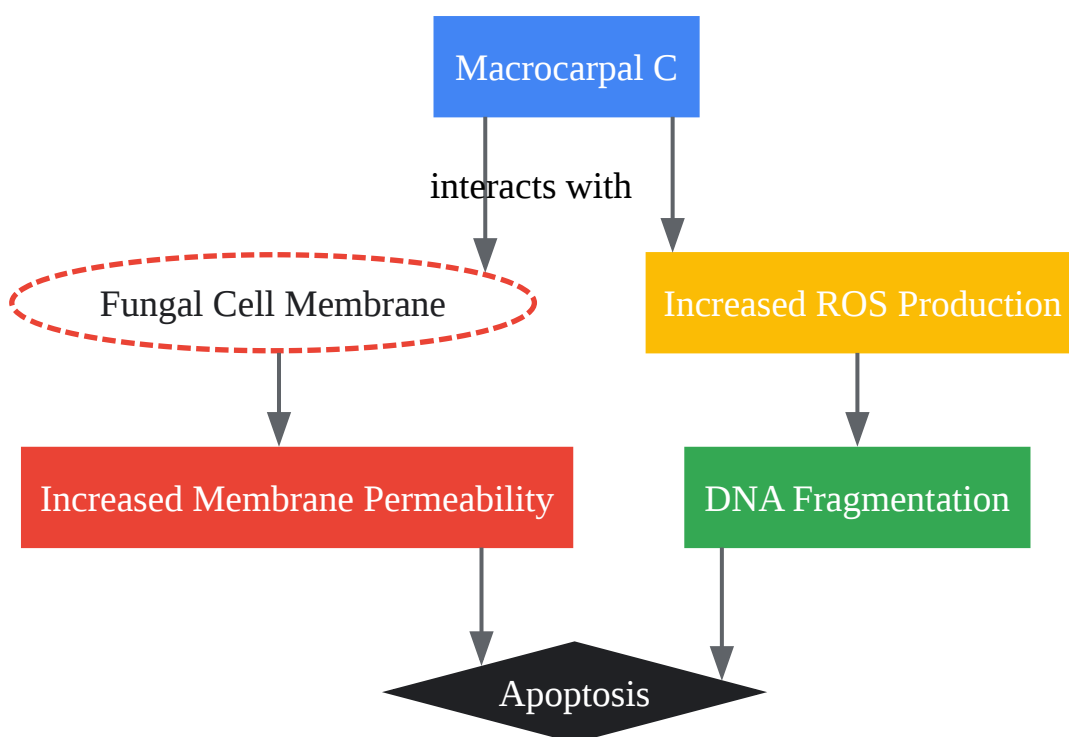 Macrocarpal C
interacts with
Fungal Cell Membrane
Increased ROS Production
Increased Membrane Permeability
DNA Fragmentation
Apoptosis